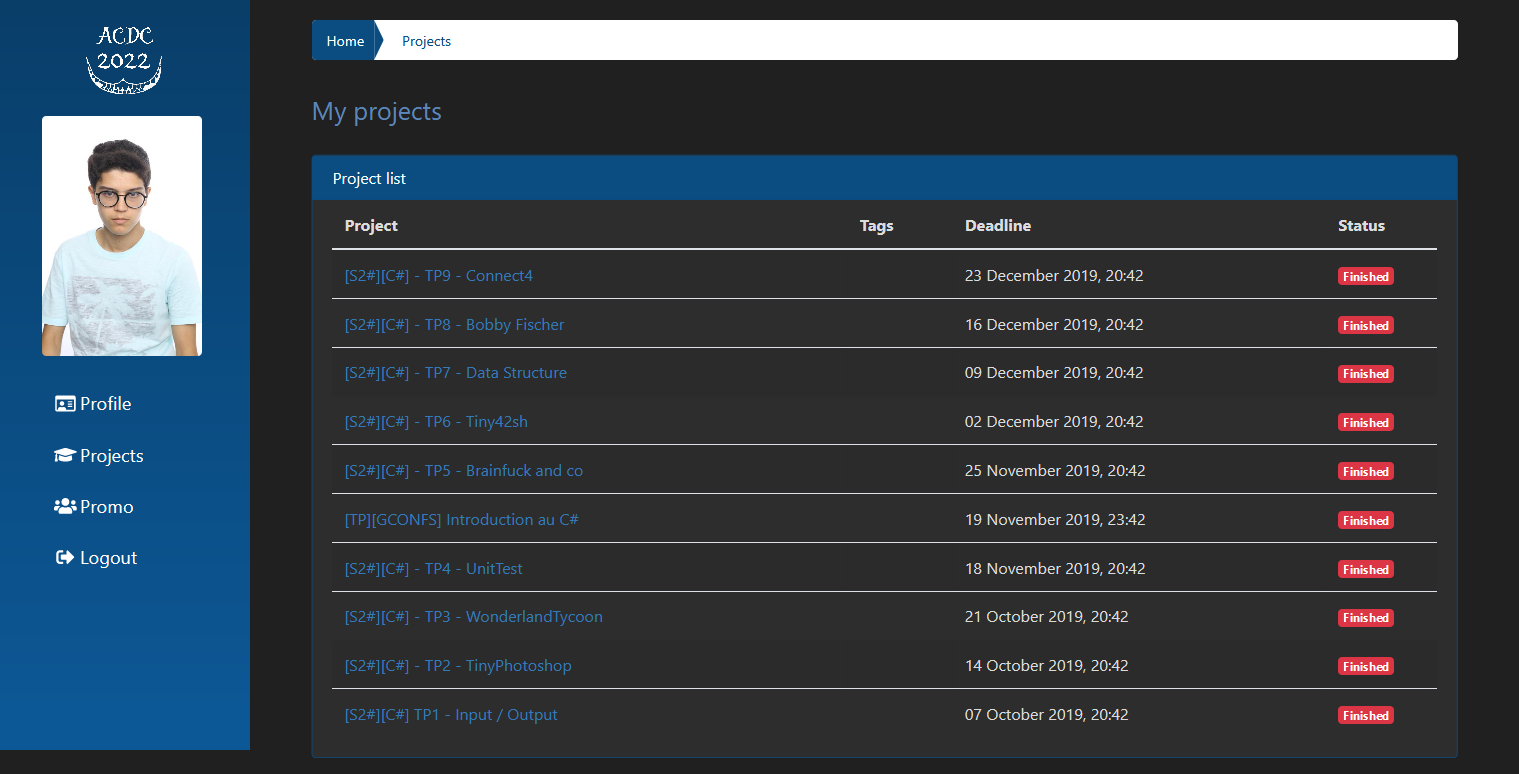 ACDC
2022
Profile
Projects
Promo
Logout
Home Projects
My projects
Project list
Project Tags Deadline Status
[S2#][C#] - TP9 - Connect4 23 December 2019, 20:42 Finished
[S2#][C#] - TP8 - Bobby Fischer 16 December 2019, 20:42 Finished
[S2#][C#] - TP7 - Data Structure 09 December 2019, 20:42 Finished
[S2#][C#] - TP6 - Tiny42sh 02 December 2019, 20:42 Finished
[S2#][C#] - TP5 - Brainfuck and co 25 November 2019, 20:42 Finished
[TP][GCONFS] Introduction au C# 19 November 2019, 23:42 Finished
[S2#][C#] - TP4 - UnitTest 18 November 2019, 20:42 Finished
[S2#][C#] - TP3 - WonderlandTycoon 21 October 2019, 20:42 Finished
[S2#][C#] - TP2 - TinyPhotoshop 14 October 2019, 20:42 Finished
[S2#][C#] TP1 - Input / Output 07 October 2019, 20:42 Finished